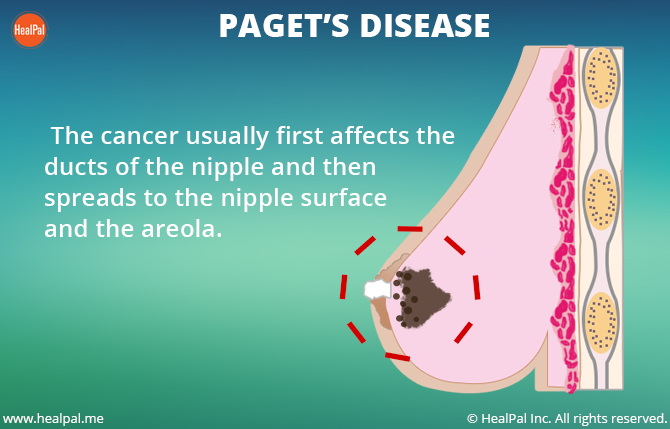 HealPal
PAGET'S DISEASE
The cancer usually first affects the
ducts of the nipple and then
spreads to the nipple surface
and the areola.
www.healpal.me
© HealPal Inc. All rights reserved.